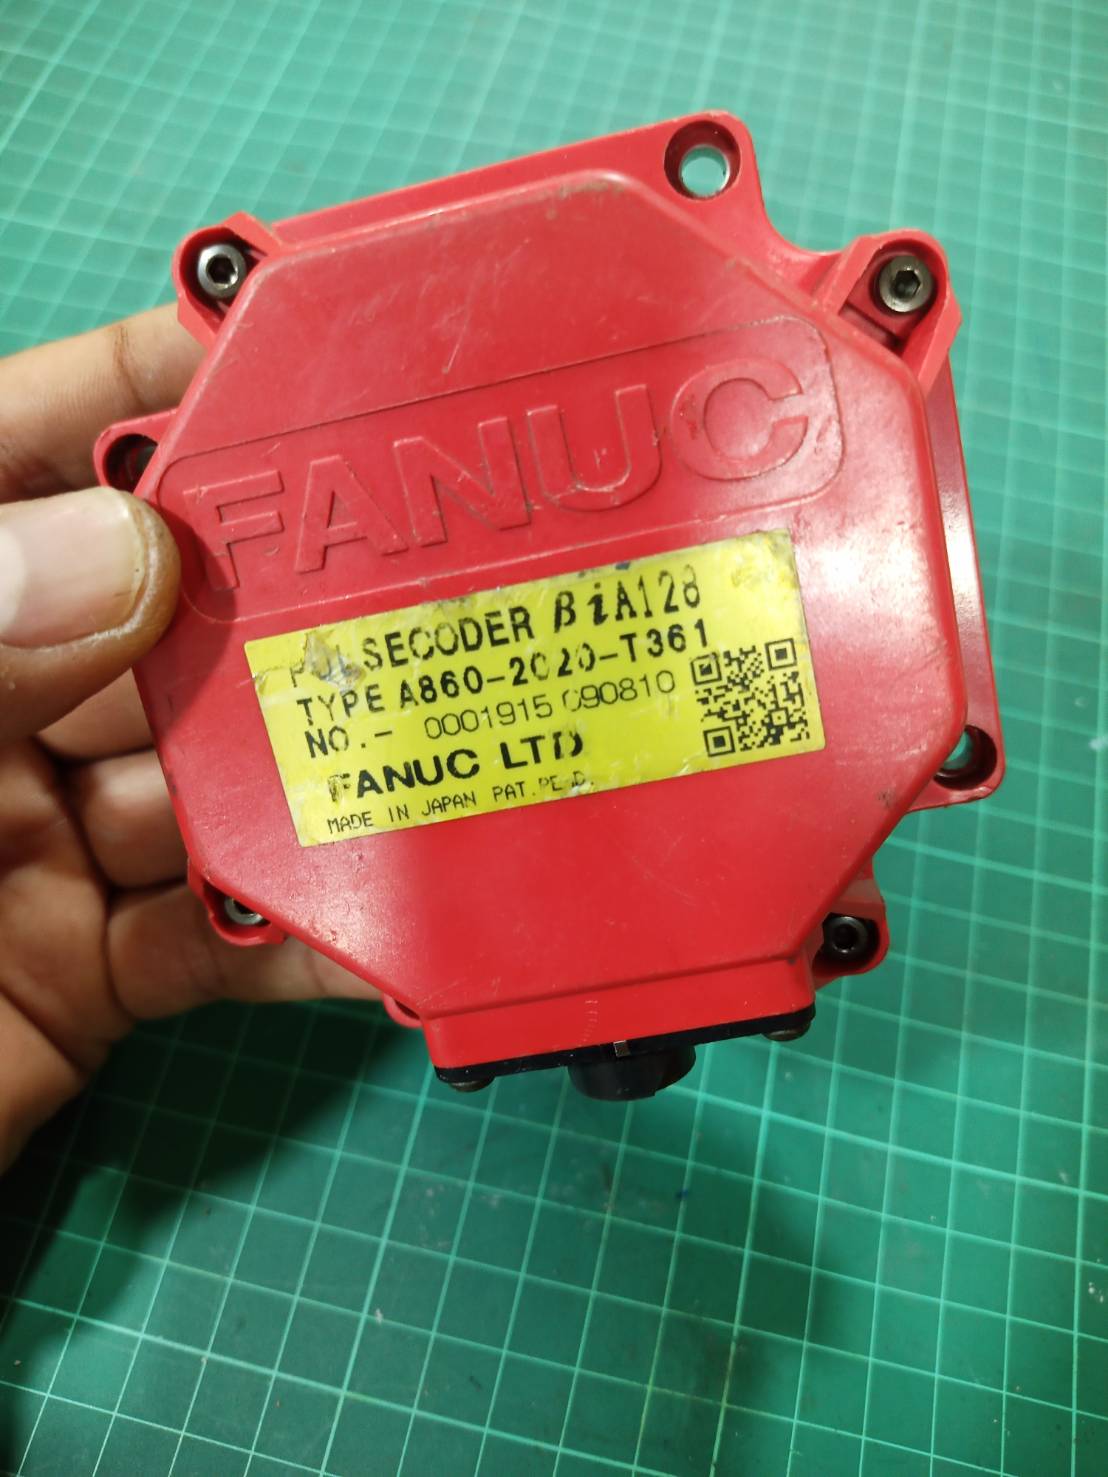 FANUC
PULSECODER βiA128
TYPE A860-2020-T361
NO.- 0001915 090810
FANUC LTD
MADE IN JAPAN PAT.PEND.